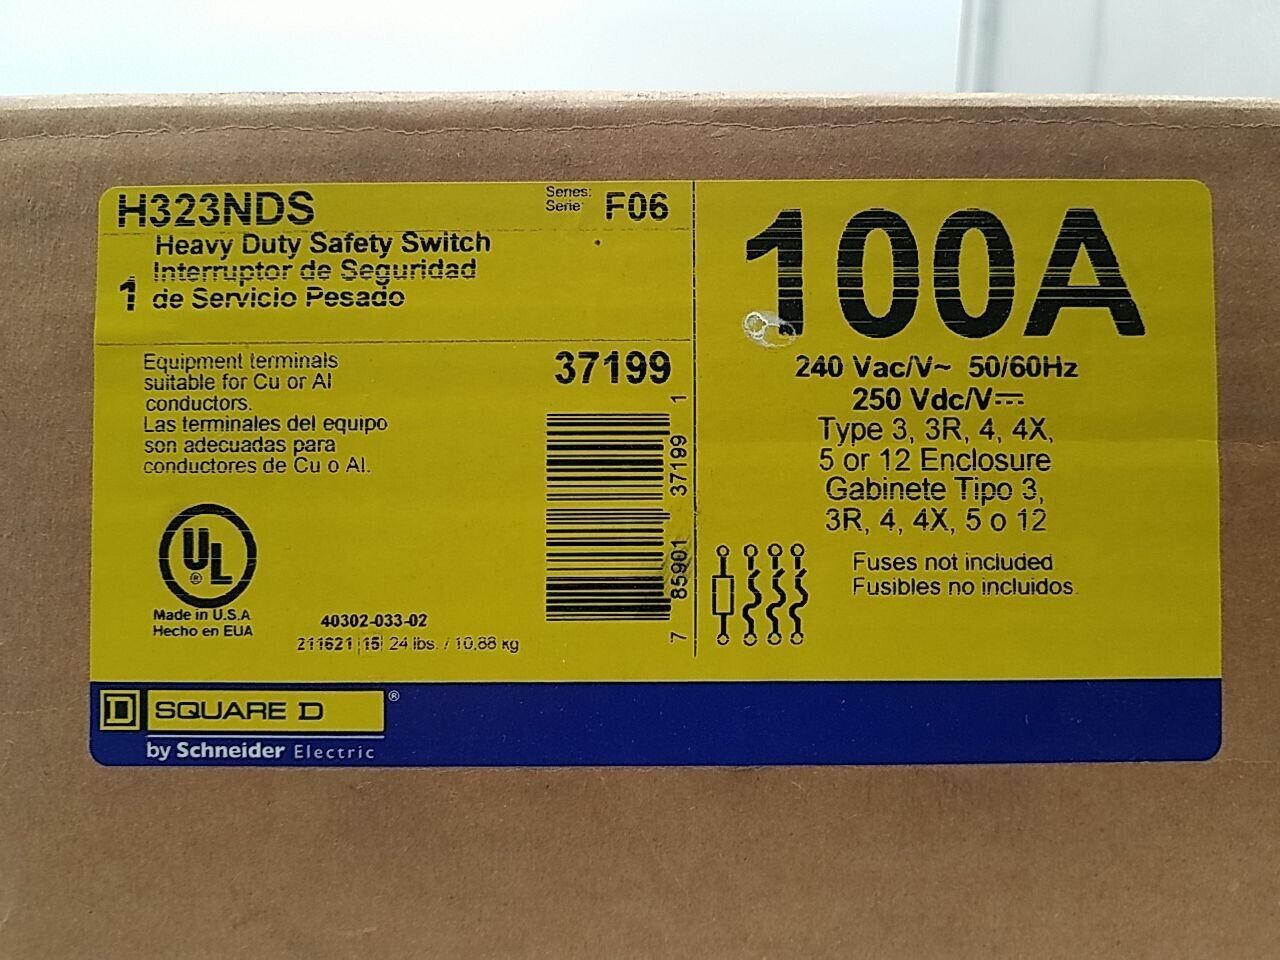 H323NDS
Series:
Serie:
F06
Heavy Duty Safety Switch
1
Interruptor de Seguridad
de Servicio Pesado
Equipment terminals
suitable for Cu or Al
conductors.
Las terminales del equipo
son adecuadas para
conductores de Cu o Al.
37199
7 85901 37199 1
UL
®
Made in U.S.A
Hecho en EUA
40302-033-02
211621 |15| 24 lbs. / 10,88 kg
100A
240 Vac/V~ 50/60Hz
250 Vdc/V⎓
Type 3, 3R, 4, 4X,
5 or 12 Enclosure
Gabinete Tipo 3,
3R, 4, 4X, 5 o 12
Fuses not included
Fusibles no incluidos.
D SQUARE D ®
by Schneider Electric